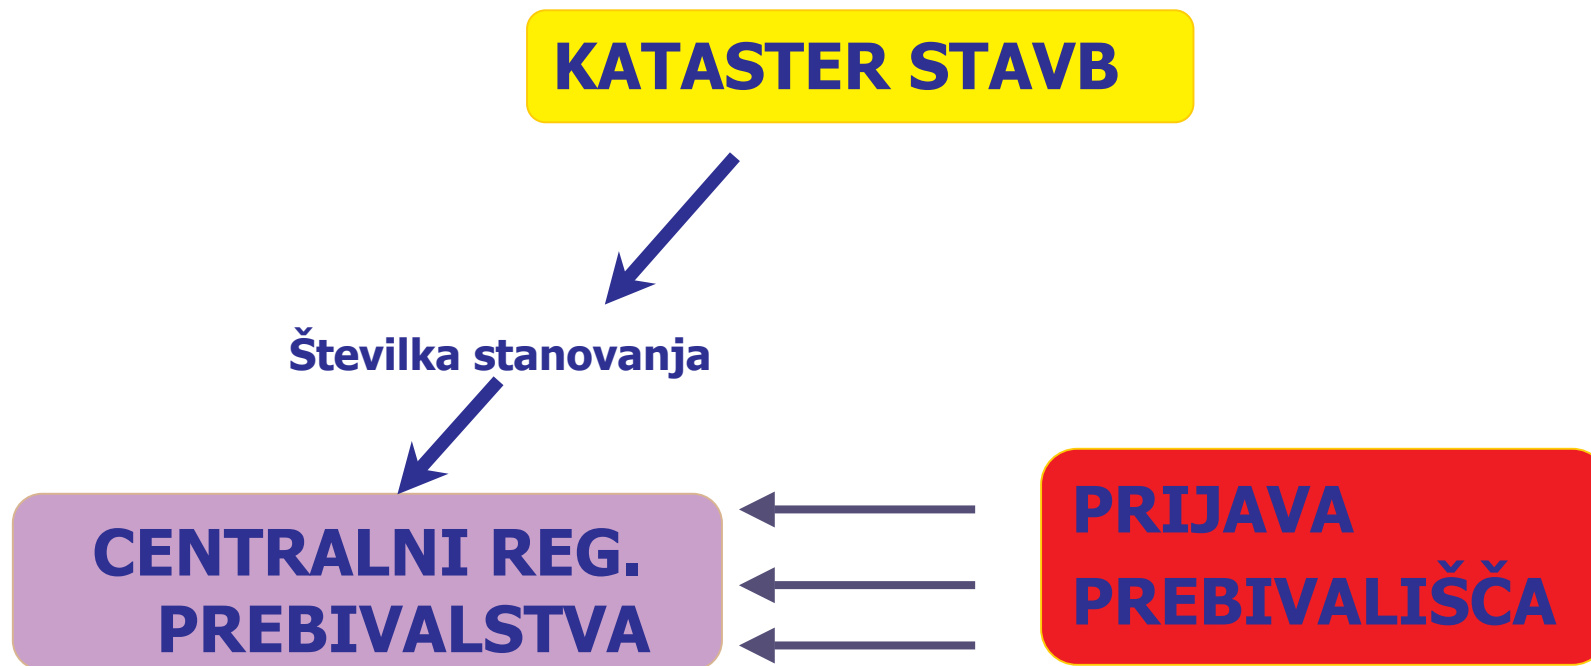 KATASTER STAVB
Številka stanovanja
CENTRALNI REG.
PREBIVALSTVA
PRIJAVA
PREBIVALIŠČA